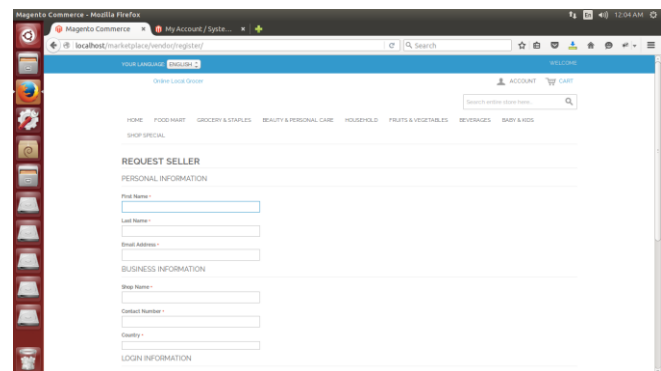 Magento Commerce - Mozilla Firefox
En 12:04 AM
Magento Commerce × My Account / Syste... ×
localhost/marketplace/vendor/register/ Search
YOUR LANGUAGE: ENGLISH WELCOME
Online Local Grocer ACCOUNT CART
Search entire store here...
HOME FOOD MART GROCERY & STAPLES BEAUTY & PERSONAL CARE HOUSEHOLD FRUITS & VEGETABLES BEVERAGES BABY & KIDS
SHOP SPECIAL
REQUEST SELLER
PERSONAL INFORMATION
First Name *
Last Name *
Email Address *
BUSINESS INFORMATION
Shop Name *
Contact Number *
Country *
LOGIN INFORMATION